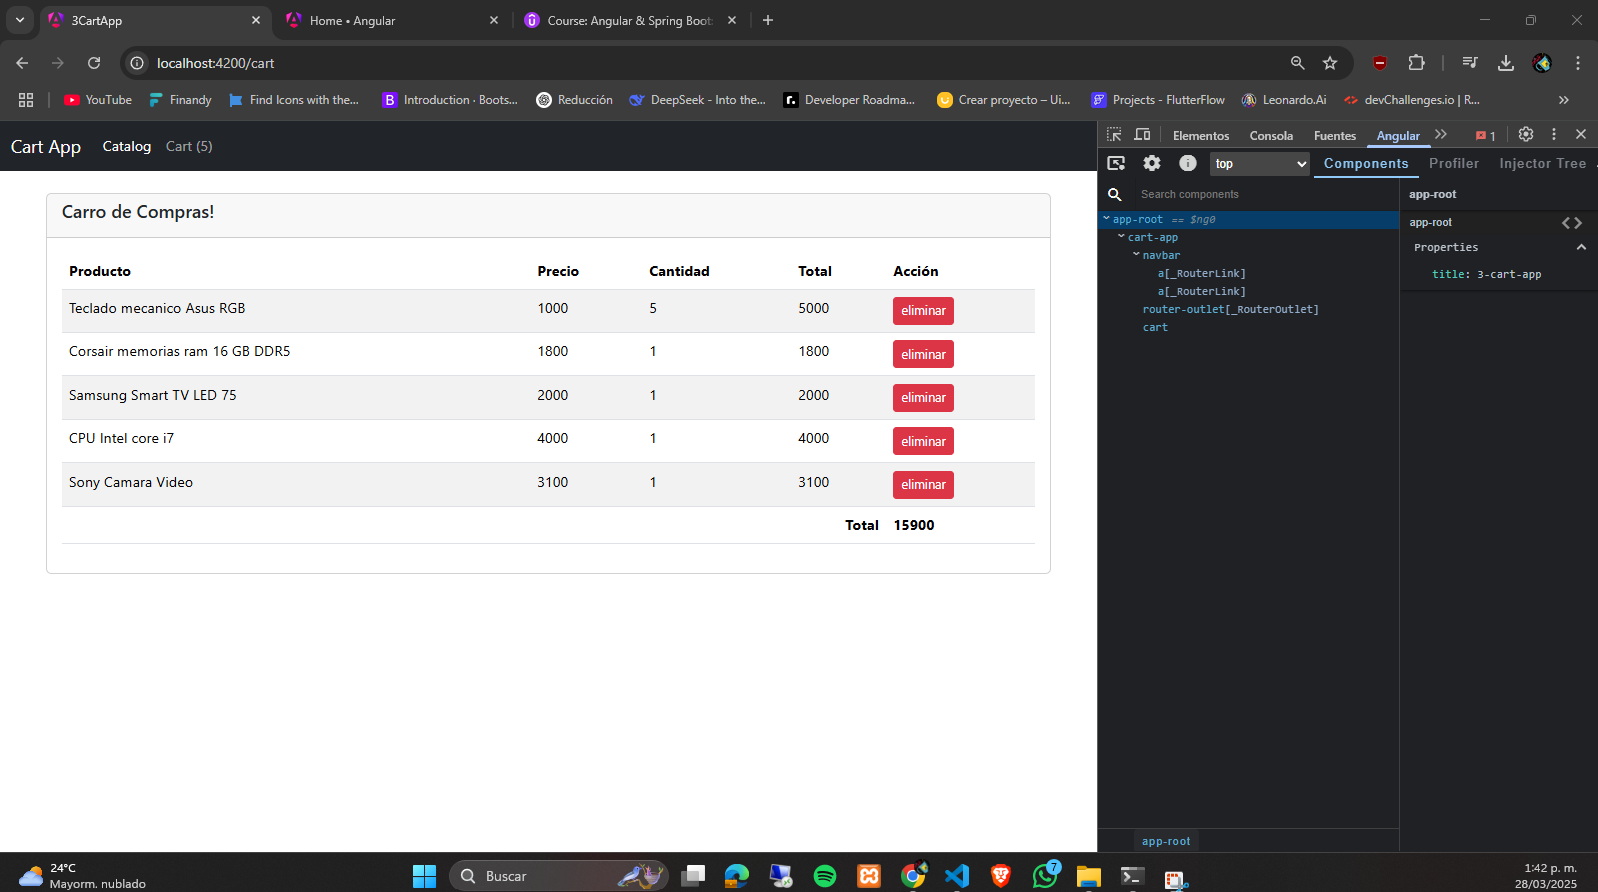 3CartApp
Home • Angular
Course: Angular & Spring Boot:
localhost:4200/cart
YouTube
Finandy
Find Icons with the...
Introduction · Boots...
Reducción
DeepSeek - Into the...
Developer Roadma...
Crear proyecto – Ui...
Projects - FlutterFlow
Leonardo.Ai
devChallenges.io | R...
Cart App Catalog Cart (5)
Carro de Compras!
Producto Precio Cantidad Total Acción
Teclado mecanico Asus RGB 1000 5 5000 eliminar
Corsair memorias ram 16 GB DDR5 1800 1 1800 eliminar
Samsung Smart TV LED 75 2000 1 2000 eliminar
CPU Intel core i7 4000 1 4000 eliminar
Sony Camara Video 3100 1 3100 eliminar
Total 15900
Elementos Consola Fuentes Angular 1
top Components Profiler Injector Tree
Search components
app-root == $ng0
cart-app
navbar
a[_RouterLink]
a[_RouterLink]
router-outlet[_RouterOutlet]
cart
app-root
app-root
app-root
Properties
title: 3-cart-app
24°C
Mayorm. nublado
Buscar
7
1:42 p. m.
28/03/2025